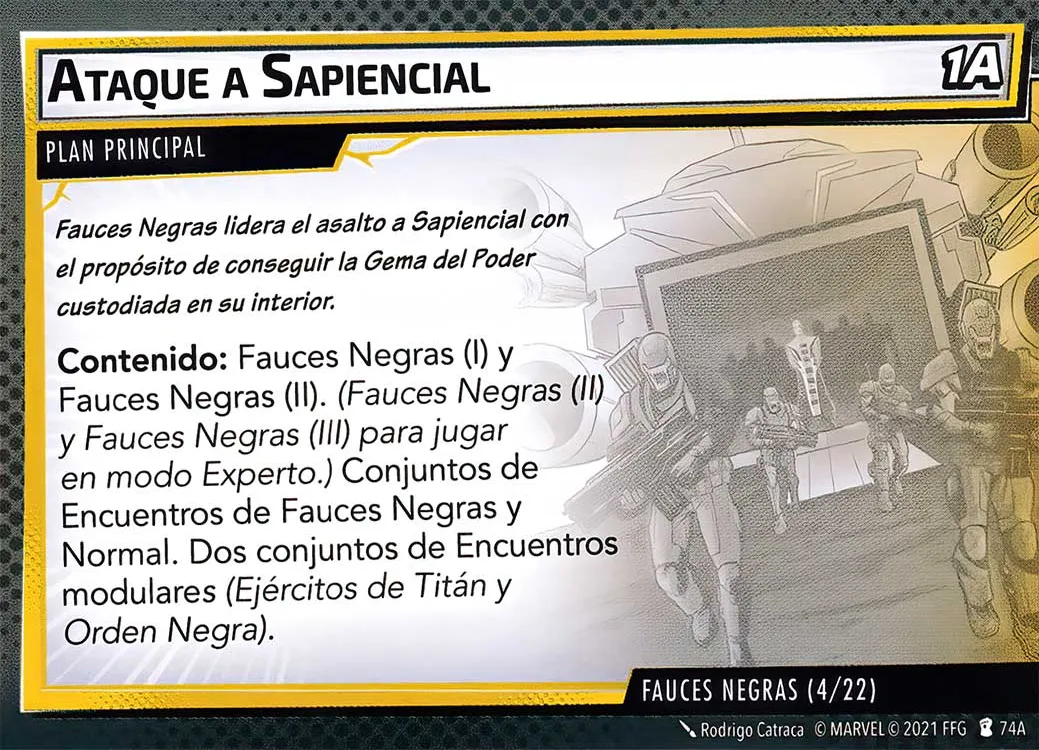 ATAQUE A SAPIENCIAL
1A
PLAN PRINCIPAL
Fauces Negras lidera el asalto a Sapiencial con
el propósito de conseguir la Gema del Poder
custodiada en su interior.
Contenido: Fauces Negras (I) y
Fauces Negras (II). (Fauces Negras (II)
y Fauces Negras (III) para jugar
en modo Experto.) Conjuntos de
Encuentros de Fauces Negras y
Normal. Dos conjuntos de Encuentros
modulares (Ejércitos de Titán y
Orden Negra).
FAUCES NEGRAS (4/22)
Rodrigo Catraca © MARVEL © 2021 FFG 74A